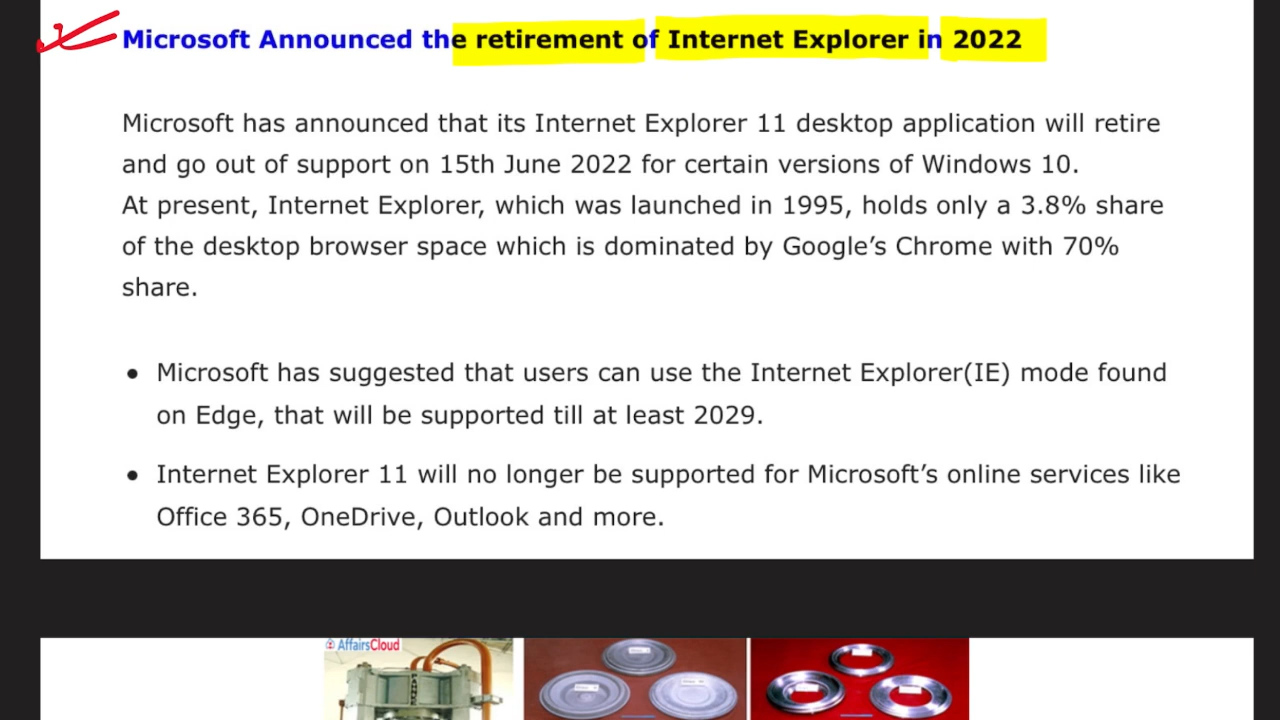 Microsoft Announced the retirement of Internet Explorer in 2022
Microsoft has announced that its Internet Explorer 11 desktop application will retire
and go out of support on 15th June 2022 for certain versions of Windows 10.
At present, Internet Explorer, which was launched in 1995, holds only a 3.8% share
of the desktop browser space which is dominated by Google’s Chrome with 70%
share.
• Microsoft has suggested that users can use the Internet Explorer(IE) mode found
on Edge, that will be supported till at least 2029.
• Internet Explorer 11 will no longer be supported for Microsoft’s online services like
Office 365, OneDrive, Outlook and more.
AffairsCloud